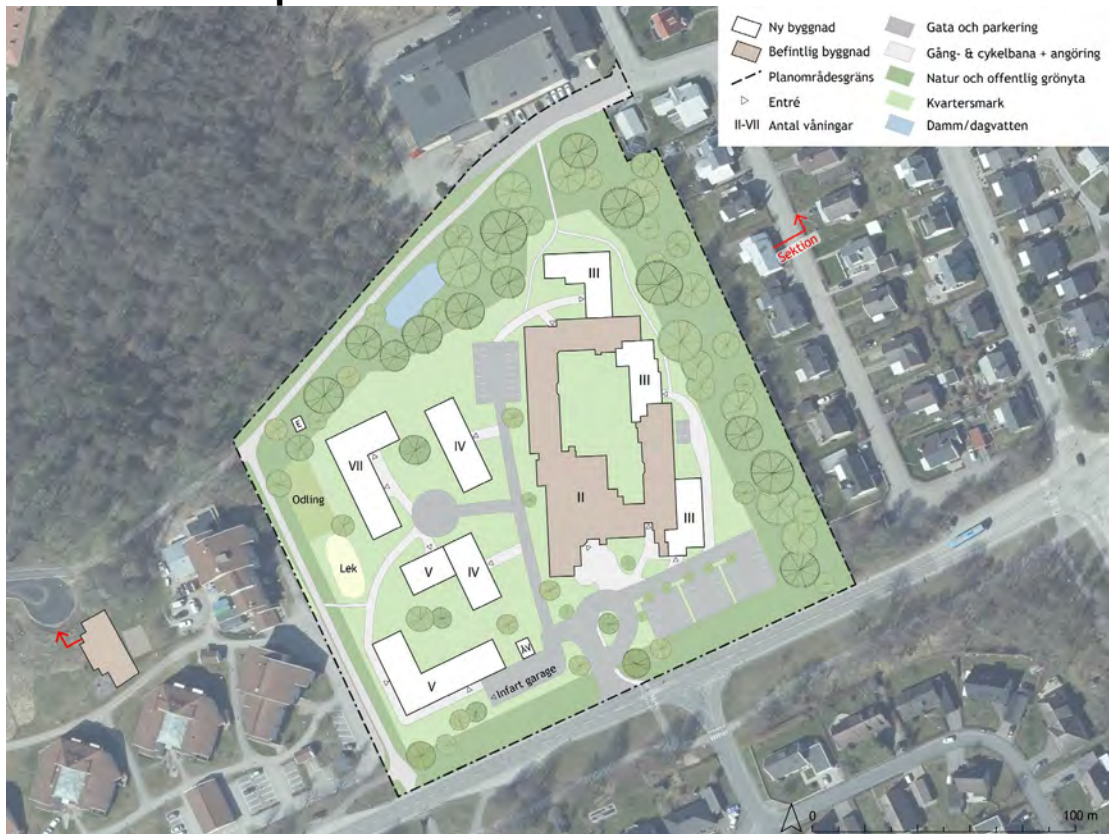 Ny byggnad
Befintlig byggnad
Planområdesgräns
Entré
II-VII Antal våningar
Gata och parkering
Gång- & cykelbana + angöring
Natur och offentlig grönyta
Kvartersmark
Damm/dagvatten
Sektion
III
III
E
VII
IV
Odling
II
III
Lek
V
IV
ÅV
V
Infart garage
0
100 m